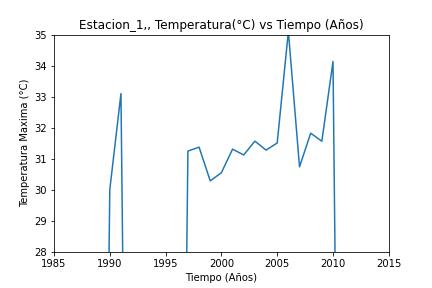 Estacion_1,, Temperatura(°C) vs Tiempo (Años)
Temperatura Maxima (°C)
35
34
33
32
31
30
29
28
1985 1990 1995 2000 2005 2010 2015
Tiempo (Años)